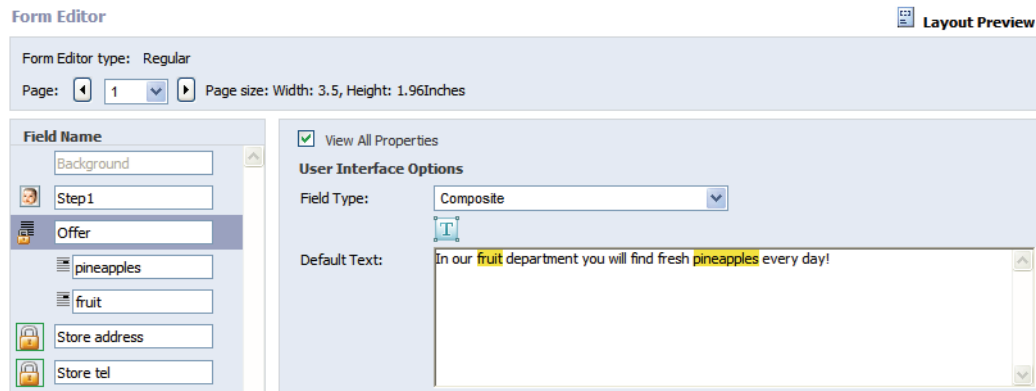 Form Editor
Layout Preview
Form Editor type: Regular
Page: 1 Page size: Width: 3.5, Height: 1.96Inches
Field Name
Background
Step1
Offer
pineapples
fruit
Store address
Store tel
View All Properties
User Interface Options
Field Type: Composite
T
Default Text: In our fruit department you will find fresh pineapples every day!